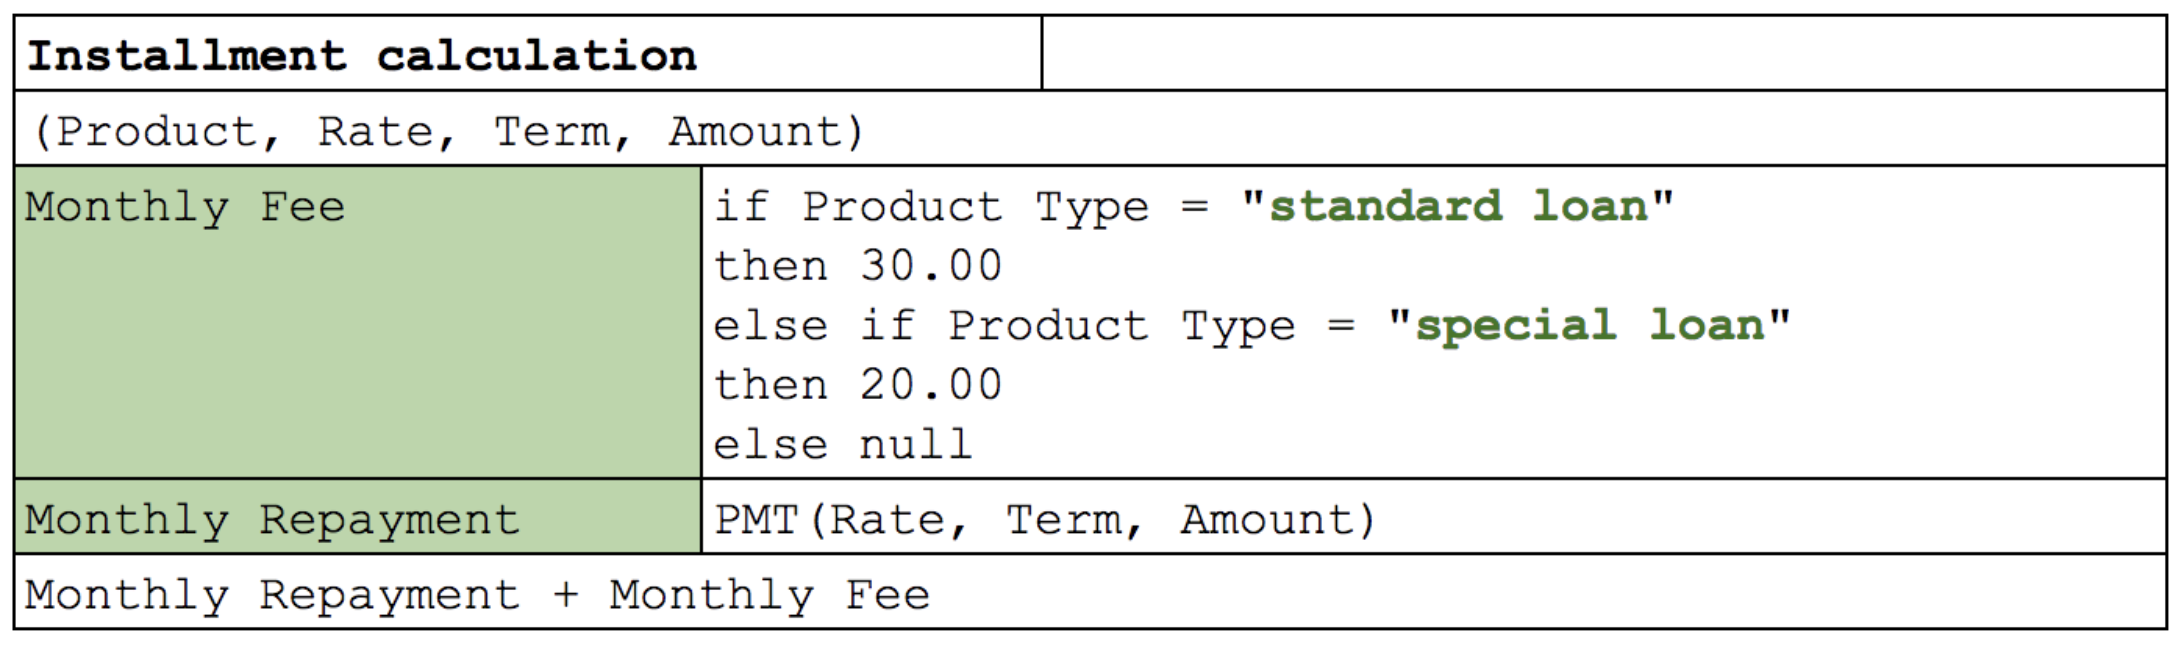 Installment calculation
(Product, Rate, Term, Amount)
Monthly Fee
if Product Type = "standard loan"
then 30.00
else if Product Type = "special loan"
then 20.00
else null
Monthly Repayment
PMT(Rate, Term, Amount)
Monthly Repayment + Monthly Fee